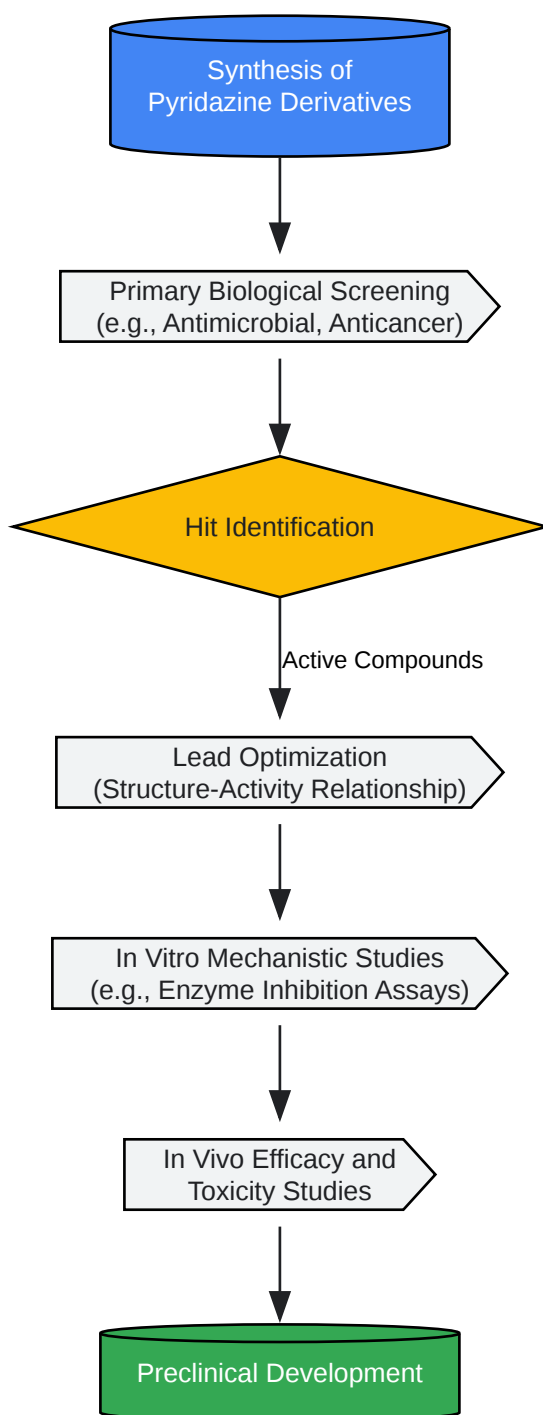 Synthesis of
Pyridazine Derivatives
Primary Biological Screening
(e.g., Antimicrobial, Anticancer)
Hit Identification
Active Compounds
Lead Optimization
(Structure-Activity Relationship)
In Vitro Mechanistic Studies
(e.g., Enzyme Inhibition Assays)
In Vivo Efficacy and
Toxicity Studies
Preclinical Development